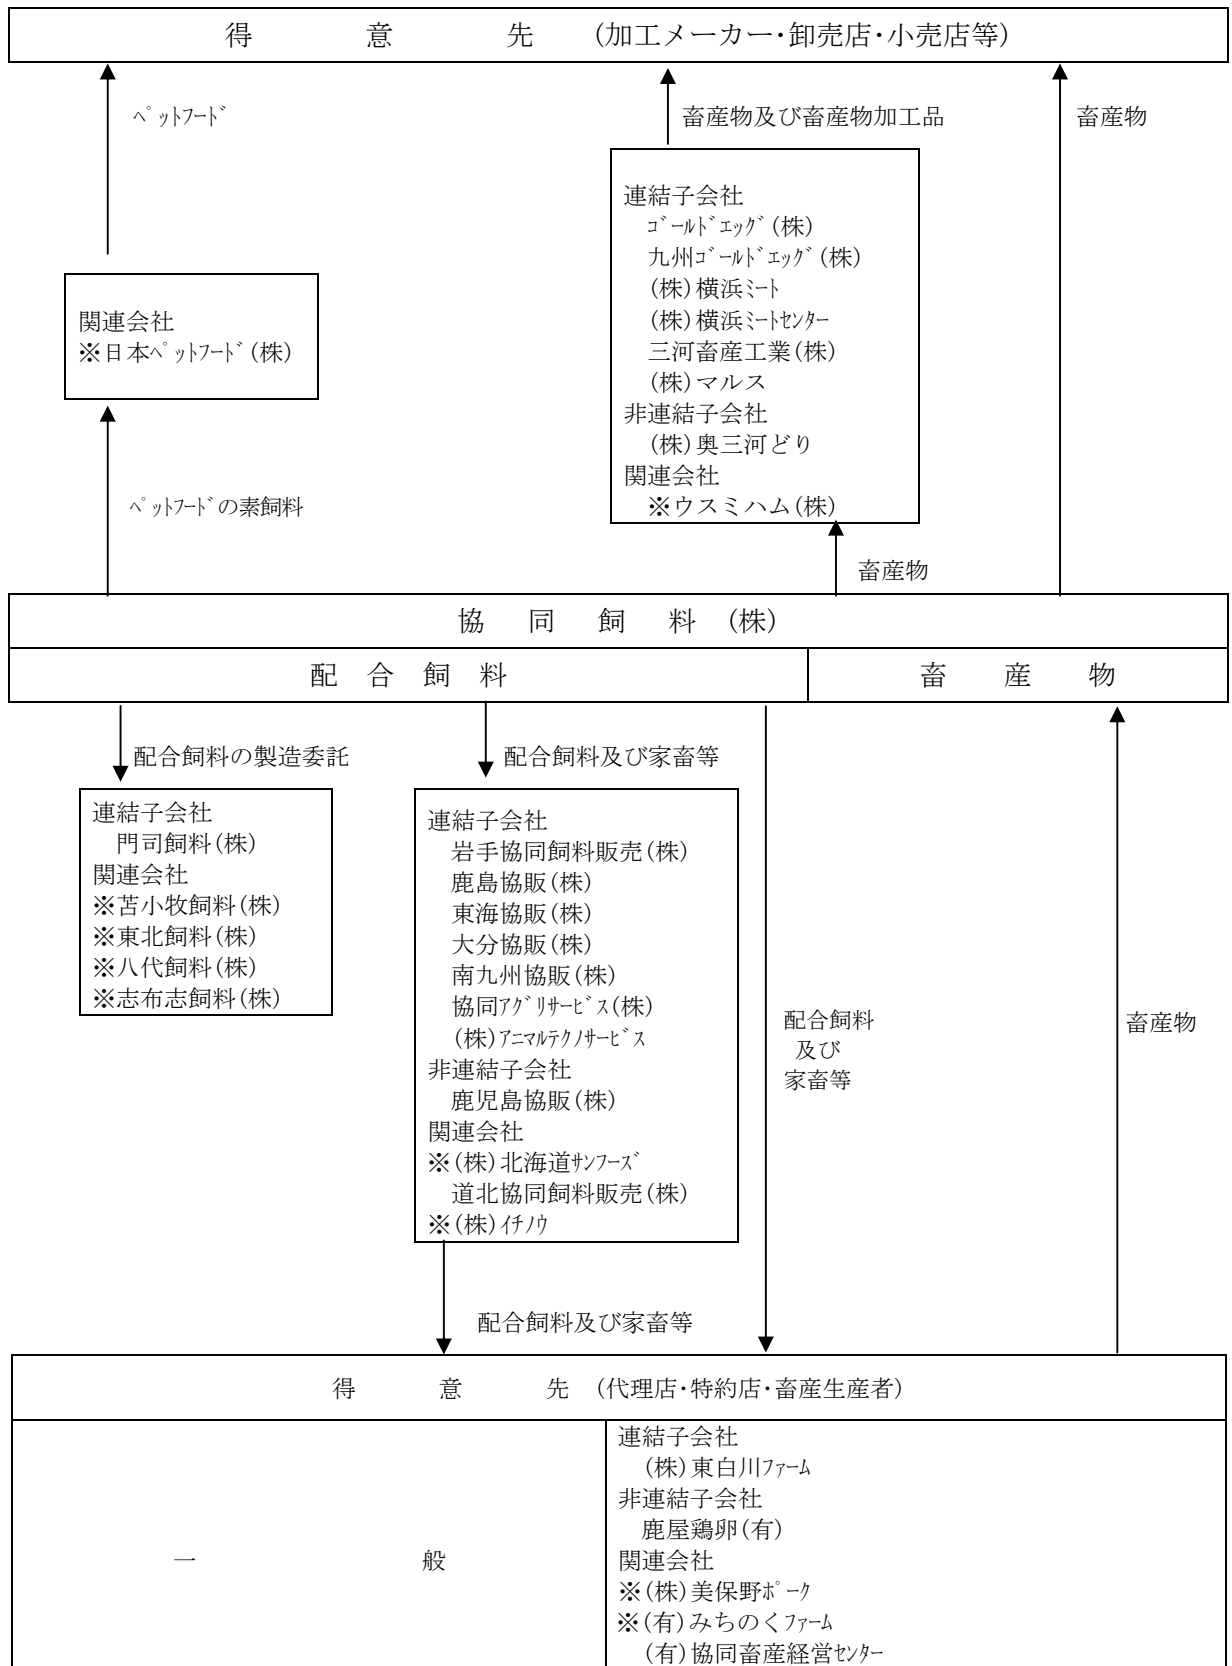 得意先 (加工メーカー・卸売店・小売店等)
ﾍﾟｯﾄﾌｰﾄﾞ
畜産物及び畜産物加工品
畜産物
連結子会社
ｺﾞｰﾙﾄﾞｴｯｸﾞ(株)
九州ｺﾞｰﾙﾄﾞｴｯｸﾞ(株)
(株)横浜ﾐｰﾄ
(株)横浜ﾐｰﾄｾﾝﾀｰ
三河畜産工業(株)
(株)マルス
非連結子会社
(株)奥三河どり
関連会社
※ウスミハム(株)
関連会社
※日本ﾍﾟｯﾄﾌｰﾄﾞ(株)
ﾍﾟｯﾄﾌｰﾄﾞの素飼料
畜産物
協同飼料(株)
配合飼料
畜産物
配合飼料の製造委託
配合飼料及び家畜等
連結子会社
門司飼料(株)
関連会社
※苫小牧飼料(株)
※東北飼料(株)
※八代飼料(株)
※志布志飼料(株)
連結子会社
岩手協同飼料販売(株)
鹿島協販(株)
東海協販(株)
大分協販(株)
南九州協販(株)
協同ｱｸﾞﾘｻｰﾋﾞｽ(株)
(株)ｱﾆﾏﾙﾃｸﾉｻｰﾋﾞｽ
非連結子会社
鹿児島協販(株)
関連会社
※(株)北海道ｻﾝﾌｰｽﾞ
道北協同飼料販売(株)
※(株)ｲﾁﾉｳ
配合飼料
及び
家畜等
畜産物
配合飼料及び家畜等
得意先 (代理店・特約店・畜産生産者)
一般
連結子会社
(株)東白川ﾌｧｰﾑ
非連結子会社
鹿屋鶏卵(有)
関連会社
※(株)美保野ﾎﾟｰｸ
※(有)みちのくﾌｧｰﾑ
(有)協同畜産経営ｾﾝﾀｰ